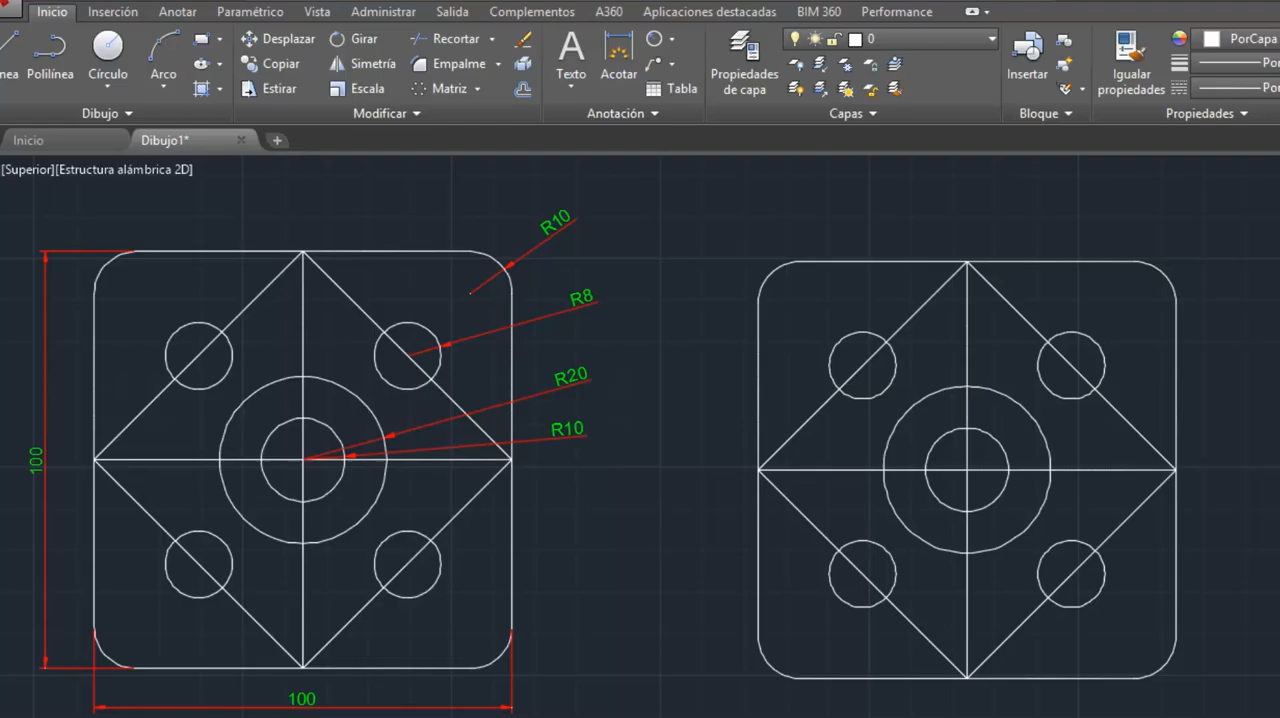 Inicio Inserción Anotar Paramétrico Vista Administrar Salida Complementos A360 Aplicaciones destacadas BIM 360 Performance
Desplazar Girar Recortar 0 PorCapa
Polilínea Círculo Arco Copiar Simetría Empalme Texto Acotar Propiedades de capa Insertar Igualar propiedades
Estirar Escala Matriz Tabla
Dibujo Modificar Anotación Capas Bloque Propiedades
Inicio Dibujo1*
[Superior][Estructura alámbrica 2D]
R10
R8
R20
R10
100
100